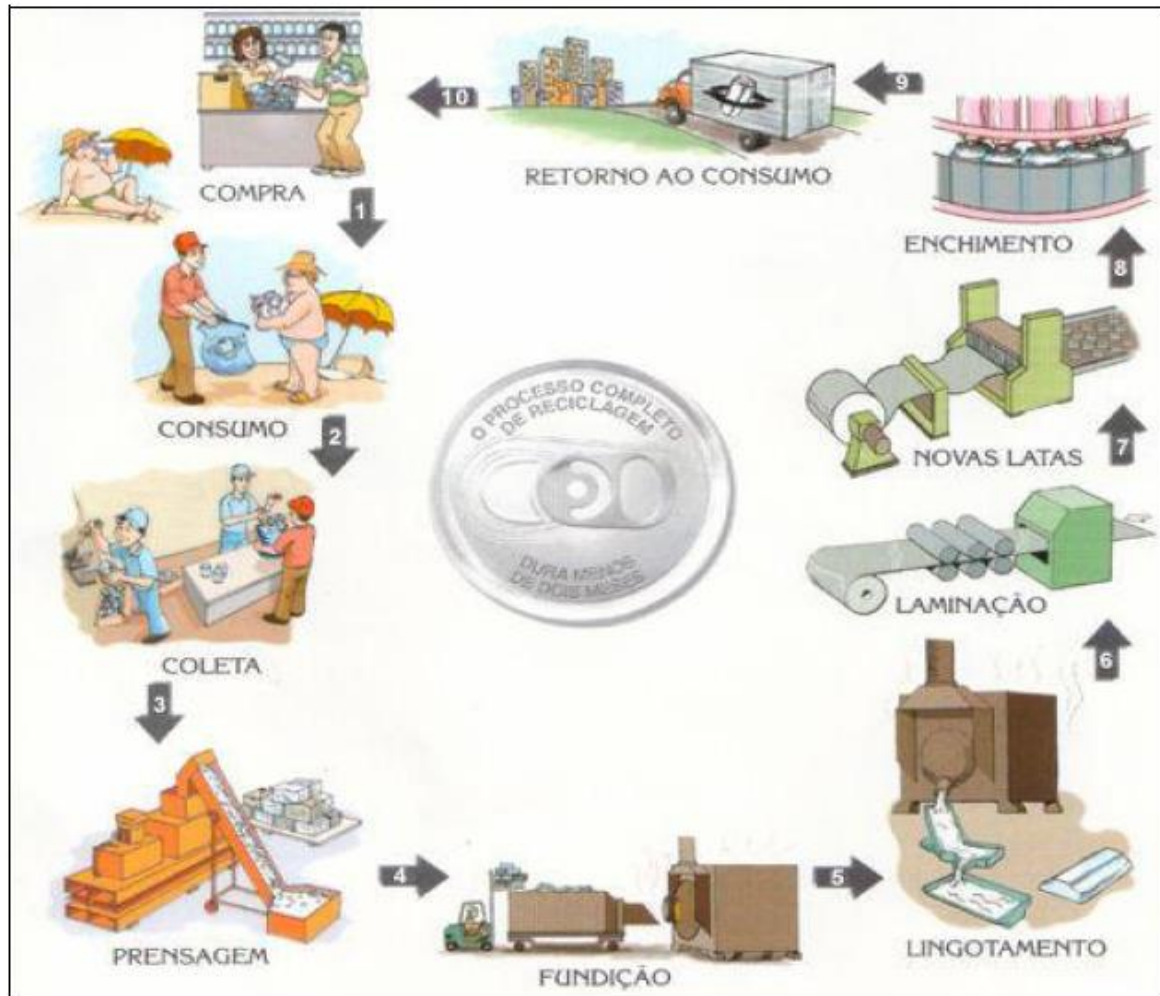 COMPRA
1
CONSUMO
2
COLETA
3
PRENSAGEM
4
FUNDIÇÃO
5
LINGOTAMENTO
6
LAMINAÇÃO
7
NOVAS LATAS
8
ENCHIMENTO
9
RETORNO AO CONSUMO
10
O PROCESSO COMPLETO
DE RECICLAGEM
DURA MENOS
DE DOIS MESES